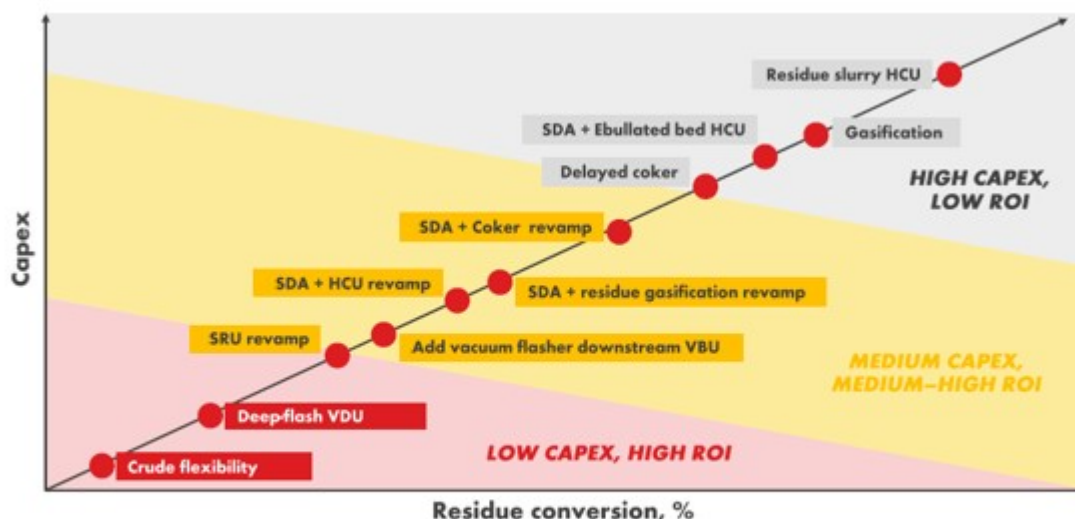 Capex
Residue slurry HCU
SDA + Ebullated bed HCU
Gasification
Delayed coker
HIGH CAPEX,
LOW ROI
SDA + Coker revamp
SDA + HCU revamp
SDA + residue gasification revamp
SRU revamp
Add vacuum flasher downstream VBU
MEDIUM CAPEX,
MEDIUM–HIGH ROI
Deep-flash VDU
LOW CAPEX, HIGH ROI
Crude flexibility
Residue conversion, %